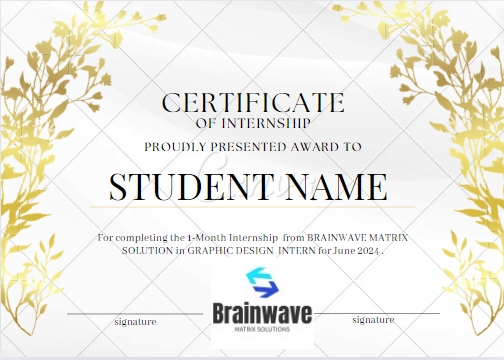 CERTIFICATE
OF INTERNSHIP
PROUDLY PRESENTED AWARD TO
STUDENT NAME
For completing the 1-Month Internship from BRAINWAVE MATRIX
SOLUTION in GRAPHIC DESIGN INTERN for June 2024 .
Brainwave
MATRIX SOLUTIONS
signature
signature